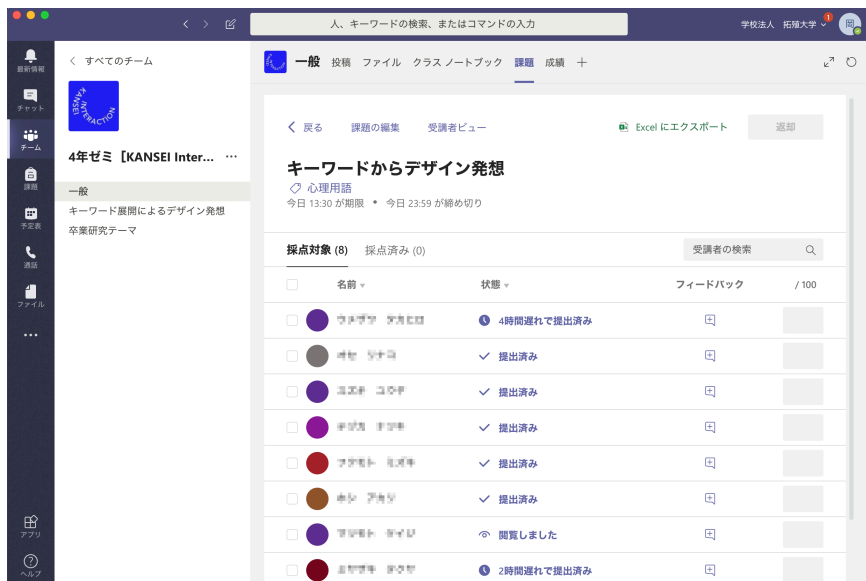 人、キーワードの検索、またはコマンドの入力
学校法人 拓殖大学
1
岡
最新情報
チャット
チーム
課題
予定表
通話
ファイル
アプリ
ヘルプ
すべてのチーム
KANSEI INTERACTION
4年ゼミ［KANSEI Inter...
一般
キーワード展開によるデザイン発想
卒業研究テーマ
一般 投稿 ファイル クラス ノートブック 課題 成績
戻る 課題の編集 受講者ビュー Excel にエクスポート 返却
キーワードからデザイン発想
心理用語
今日 13:30 が期限 • 今日 23:59 が締め切り
採点対象 (8) 採点済み (0) 受講者の検索
名前 状態 フィードバック / 100
4時間遅れで提出済み
提出済み
提出済み
提出済み
提出済み
提出済み
閲覧しました
2時間遅れで提出済み